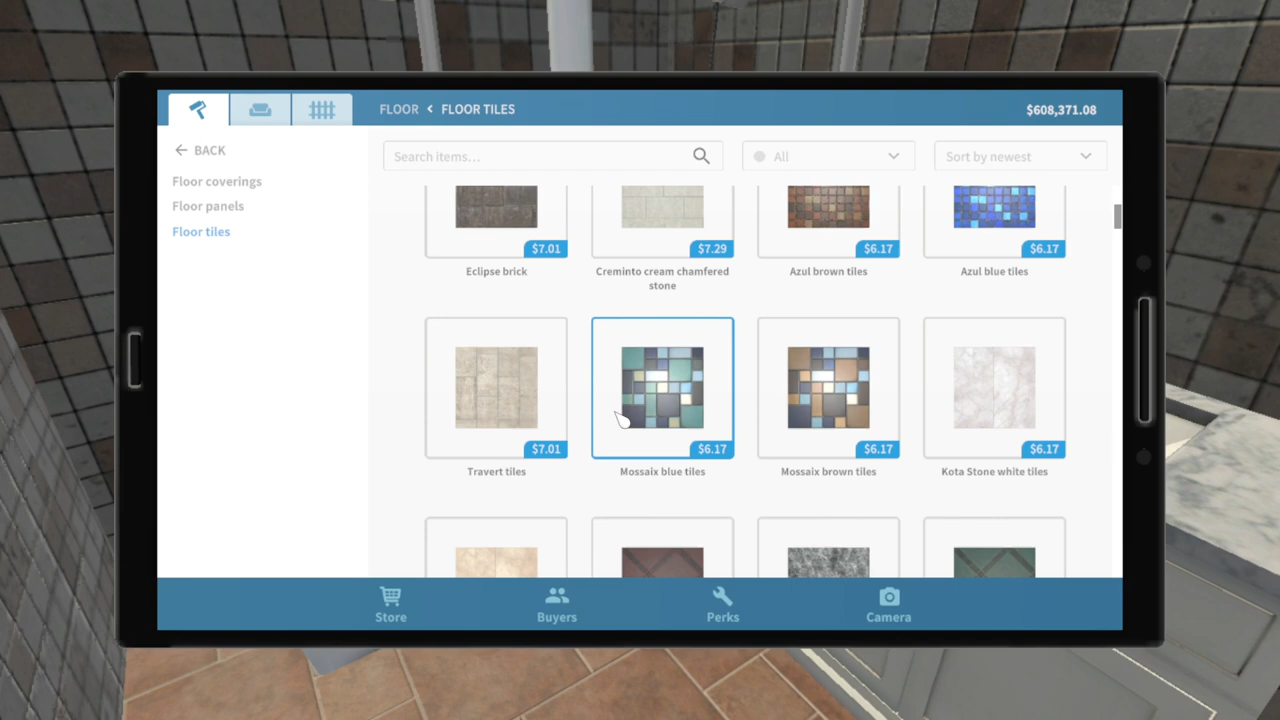 FLOOR < FLOOR TILES
$608,371.08
BACK
Floor coverings
Floor panels
Floor tiles
Search items...
All
Sort by newest
$7.01
$7.29
$6.17
$6.17
Eclipse brick
Creminto cream chamfered
stone
Azul brown tiles
Azul blue tiles
$7.01
$6.17
$6.17
$6.17
Travert tiles
Mossaix blue tiles
Mossaix brown tiles
Kota Stone white tiles
Store
Buyers
Perks
Camera